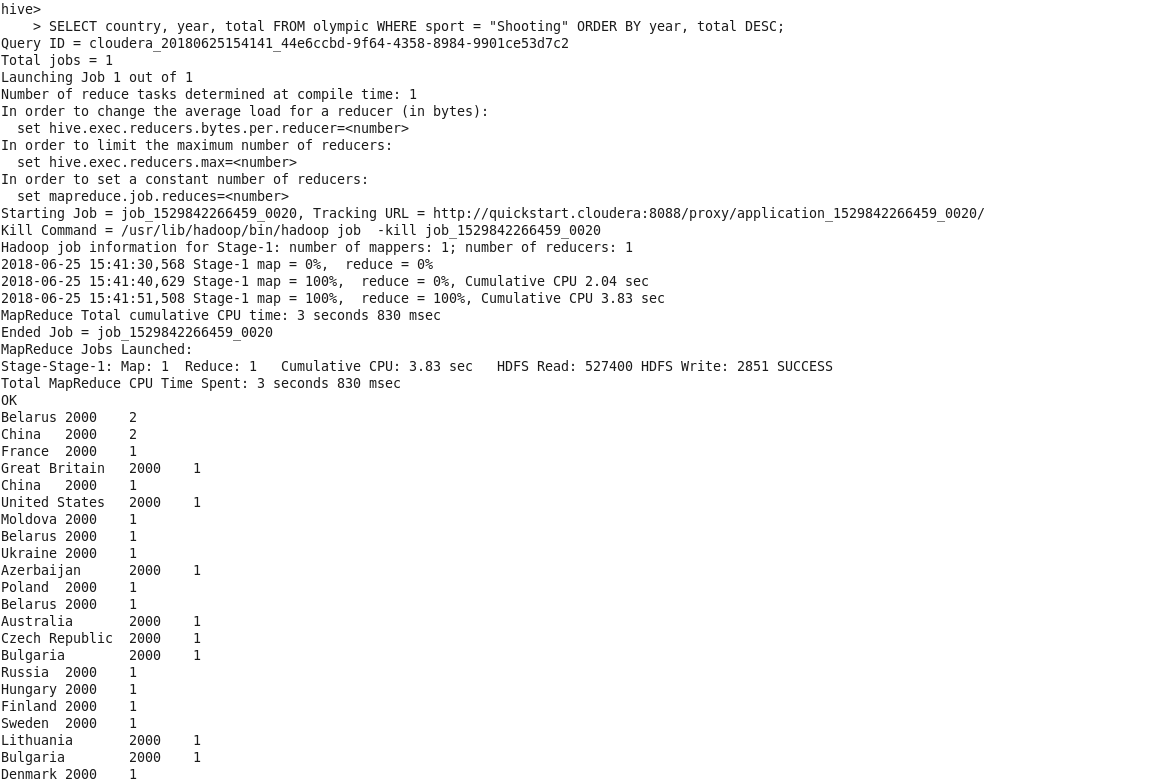 hive>
    > SELECT country, year, total FROM olympic WHERE sport = "Shooting" ORDER BY year, total DESC;
Query ID = cloudera_20180625154141_44e6ccbd-9f64-4358-8984-9901ce53d7c2
Total jobs = 1
Launching Job 1 out of 1
Number of reduce tasks determined at compile time: 1
In order to change the average load for a reducer (in bytes):
  set hive.exec.reducers.bytes.per.reducer=<number>
In order to limit the maximum number of reducers:
  set hive.exec.reducers.max=<number>
In order to set a constant number of reducers:
  set mapreduce.job.reduces=<number>
Starting Job = job_1529842266459_0020, Tracking URL = http://quickstart.cloudera:8088/proxy/application_1529842266459_0020/
Kill Command = /usr/lib/hadoop/bin/hadoop job  -kill job_1529842266459_0020
Hadoop job information for Stage-1: number of mappers: 1; number of reducers: 1
2018-06-25 15:41:30,568 Stage-1 map = 0%,  reduce = 0%
2018-06-25 15:41:40,629 Stage-1 map = 100%,  reduce = 0%, Cumulative CPU 2.04 sec
2018-06-25 15:41:51,508 Stage-1 map = 100%,  reduce = 100%, Cumulative CPU 3.83 sec
MapReduce Total cumulative CPU time: 3 seconds 830 msec
Ended Job = job_1529842266459_0020
MapReduce Jobs Launched:
Stage-Stage-1: Map: 1  Reduce: 1   Cumulative CPU: 3.83 sec   HDFS Read: 527400 HDFS Write: 2851 SUCCESS
Total MapReduce CPU Time Spent: 3 seconds 830 msec
OK
Belarus 2000    2
China   2000    2
France  2000    1
Great Britain   2000    1
China   2000    1
United States   2000    1
Moldova 2000    1
Belarus 2000    1
Ukraine 2000    1
Azerbaijan      2000    1
Poland  2000    1
Belarus 2000    1
Australia       2000    1
Czech Republic  2000    1
Bulgaria        2000    1
Russia  2000    1
Hungary 2000    1
Finland 2000    1
Sweden  2000    1
Lithuania       2000    1
Bulgaria        2000    1
Denmark 2000    1